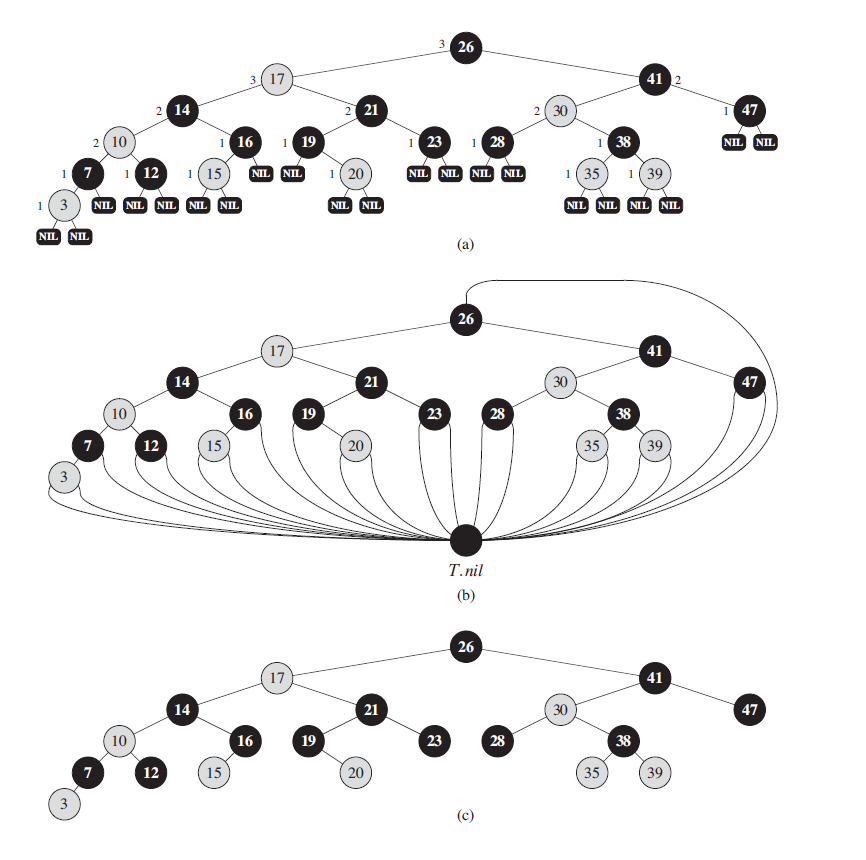 3 26
3 17 41 2
2 14 2 21 2 30 1 47
2 10 1 16 1 19 1 23 1 28 1 38 NIL NIL
1 7 1 12 1 15 NIL NIL 1 20 NIL NIL NIL NIL 1 35 1 39
1 3 NIL NIL NIL NIL NIL NIL NIL NIL NIL NIL NIL NIL
NIL NIL
(a)
26
17 41
14 21 30 47
10 16 19 23 28 38
7 12 15 20 35 39
3
T.nil
(b)
26
17 41
14 21 30 47
10 16 19 23 28 38
7 12 15 20 35 39
3
(c)